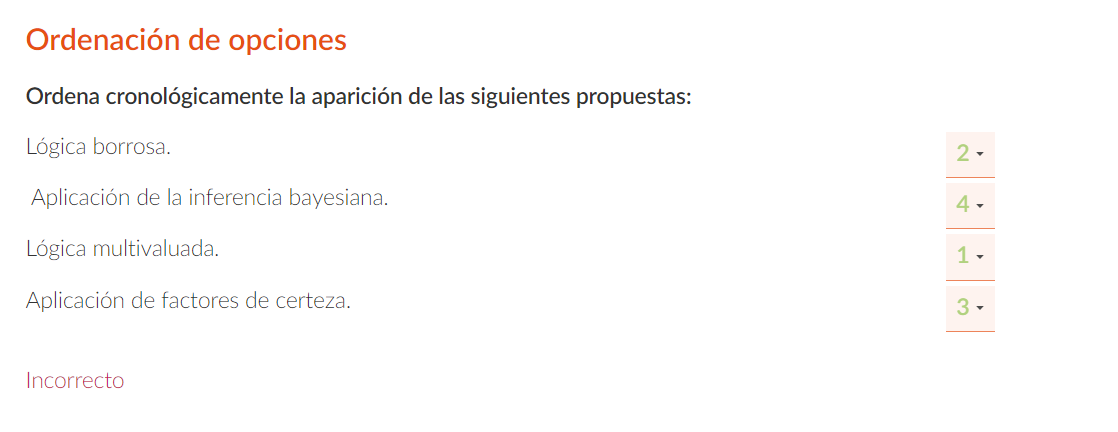 Ordenación de opciones
Ordena cronológicamente la aparición de las siguientes propuestas:
Lógica borrosa. 2
Aplicación de la inferencia bayesiana. 4
Lógica multivaluada. 1
Aplicación de factores de certeza. 3
Incorrecto